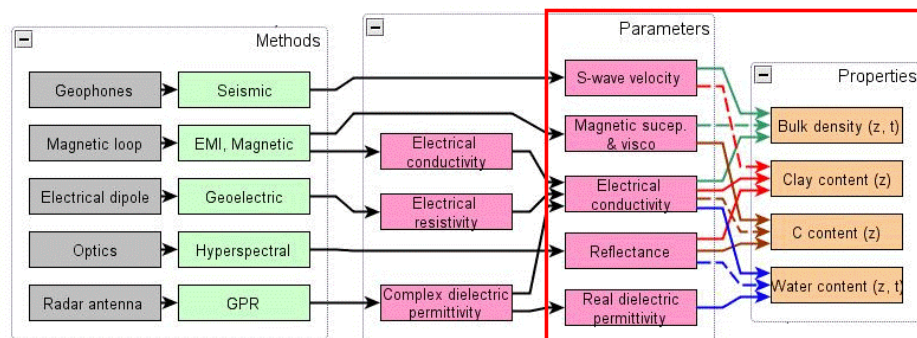 Methods
Parameters
Properties
Geophones
Seismic
S-wave velocity
Magnetic loop
EMI, Magnetic
Electrical
conductivity
Magnetic sucep.
& visco
Bulk density (z, t)
Electrical dipole
Geoelectric
Electrical
resistivity
Electrical
conductivity
Clay content (z)
Optics
Hyperspectral
Reflectance
C content (z)
Radar antenna
GPR
Complex dielectric
permittivity
Real dielectric
permittivity
Water content (z, t)